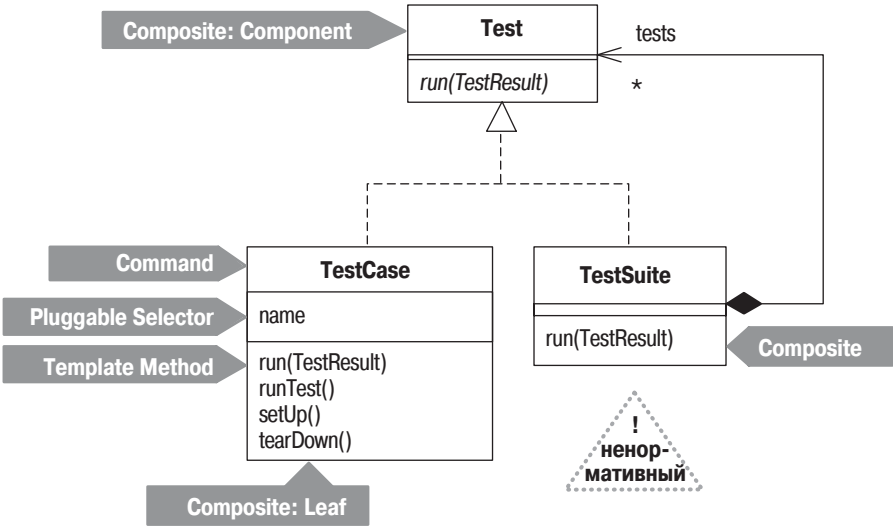 Composite: Component
Test
tests
run(TestResult)
*
Command
TestCase
TestSuite
Pluggable Selector
name
run(TestResult)
Composite
Template Method
run(TestResult)
runTest()
setUp()
tearDown()
!
ненор-
мативный
Composite: Leaf